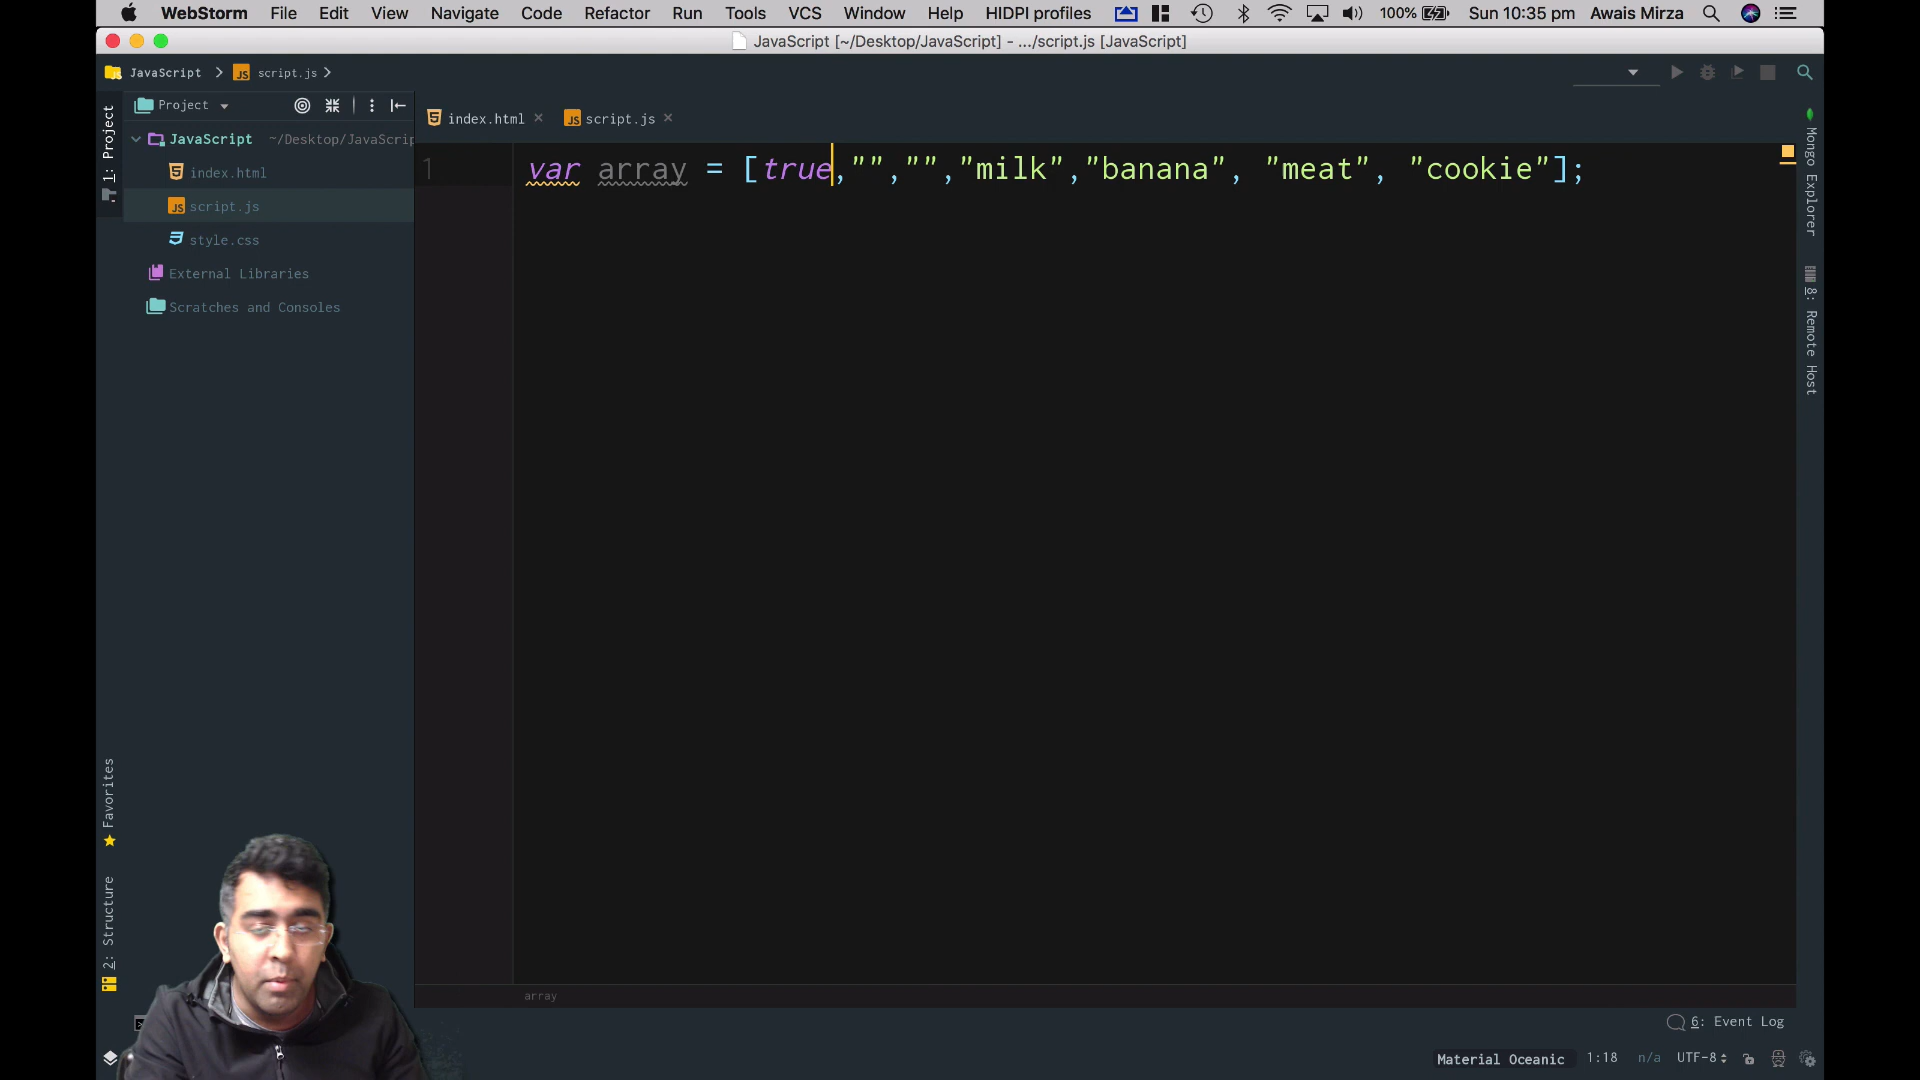 WebStorm File Edit View Navigate Code Refactor Run Tools VCS Window Help HIDPI profiles 100% Sun 10:35 pm Awais Mirza
JavaScript [~/Desktop/JavaScript] - .../script.js [JavaScript]
JavaScript script.js
Project
index.html script.js
1: Project
JavaScript ~/Desktop/JavaScrip
index.html
script.js
style.css
External Libraries
Scratches and Consoles
1 var array = [true,"","","milk","banana", "meat", "cookie"];
Mongo Explorer
8: Remote Host
Favorites
2: Structure
array
6: Event Log
Material Oceanic 1:18 n/a UTF-8